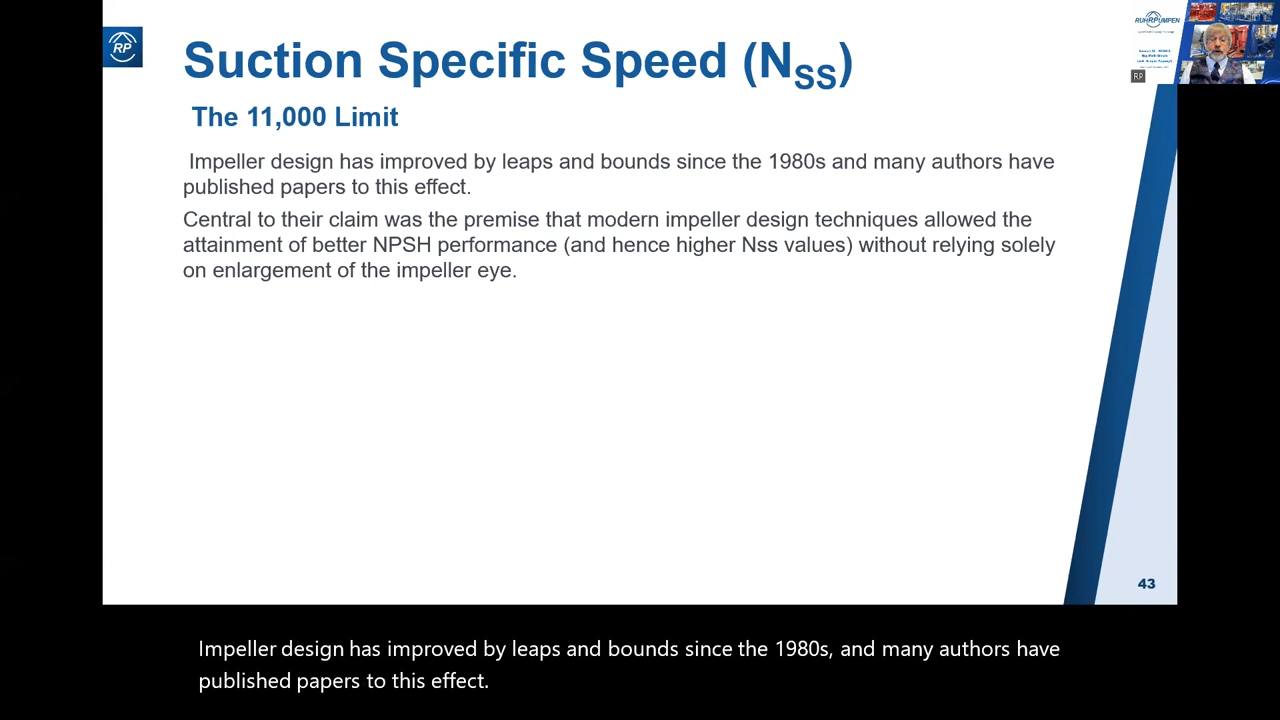 RP
Suction Specific Speed (NSS)
The 11,000 Limit
Impeller design has improved by leaps and bounds since the 1980s and many authors have
published papers to this effect.
Central to their claim was the premise that modern impeller design techniques allowed the
attainment of better NPSH performance (and hence higher Nss values) without relying solely
on enlargement of the impeller eye.
43
RUHRPUMPEN
RP
Impeller design has improved by leaps and bounds since the 1980s, and many authors have
published papers to this effect.